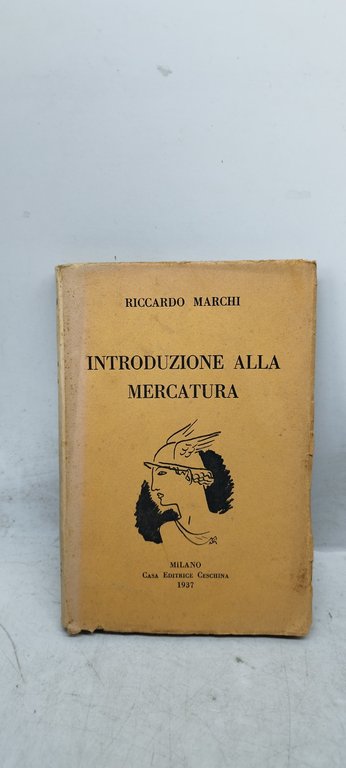 RICCARDO MARCHI
INTRODUZIONE ALLA
MERCATURA
MILANO
CASA EDITRICE CESCHINA
1937